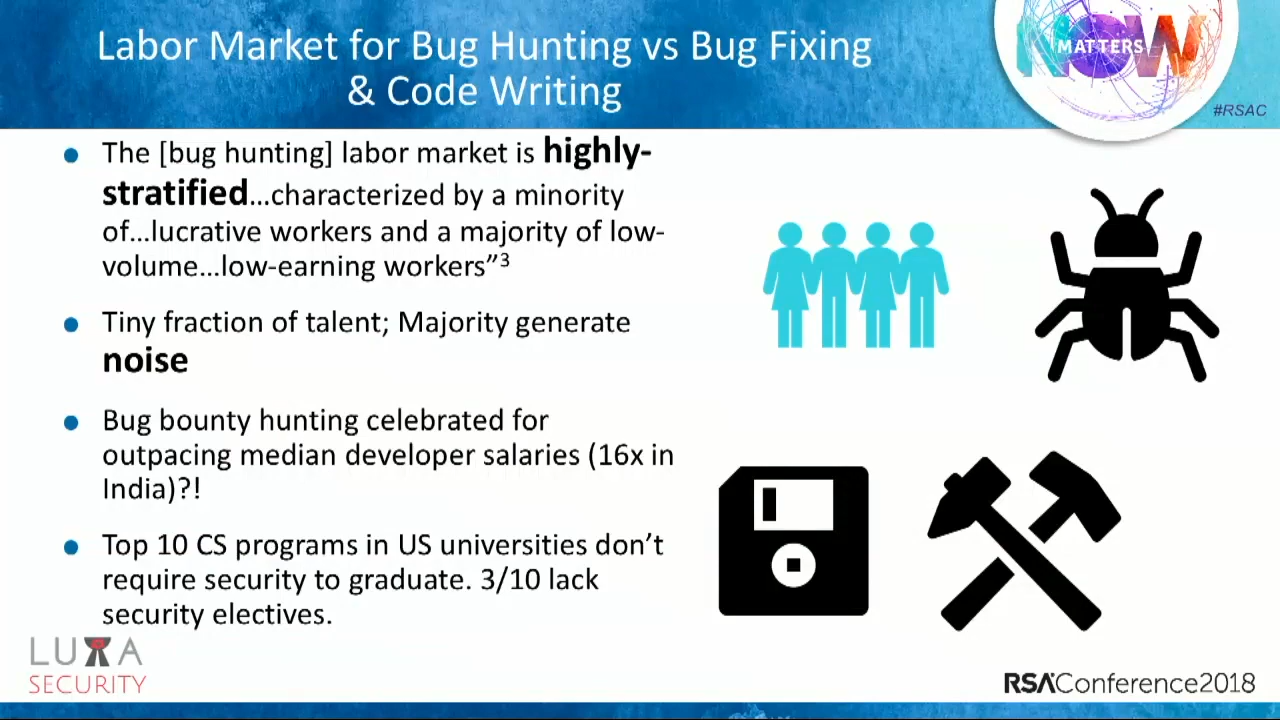 Labor Market for Bug Hunting vs Bug Fixing
& Code Writing
NOW
MATTERS
#RSAC
The [bug hunting] labor market is highly-
stratified…characterized by a minority
of…lucrative workers and a majority of low-
volume…low-earning workers”3
Tiny fraction of talent; Majority generate
noise
Bug bounty hunting celebrated for
outpacing median developer salaries (16x in
India)?!
Top 10 CS programs in US universities don’t
require security to graduate. 3/10 lack
security electives.
LUTA
SECURITY
RSAConference2018